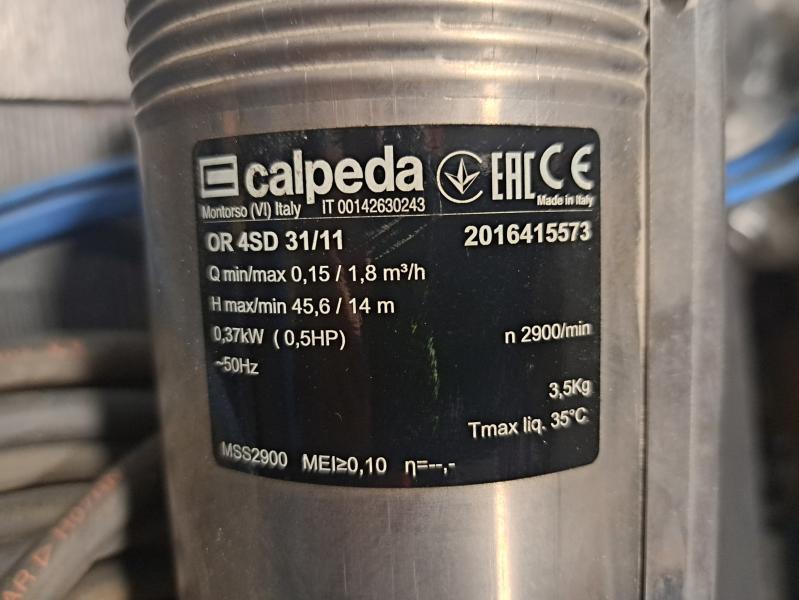 calpeda EAC CE
Montorso (VI) Italy IT 00142630243 Made in Italy
OR 4SD 31/11 2016415573
Q min/max 0,15 / 1,8 m³/h
H max/min 45,6 / 14 m
0,37kW ( 0,5HP) n 2900/min
~50Hz
3,5Kg
Tmax liq. 35°C
MSS2900 MEI≥0,10 η=--,-